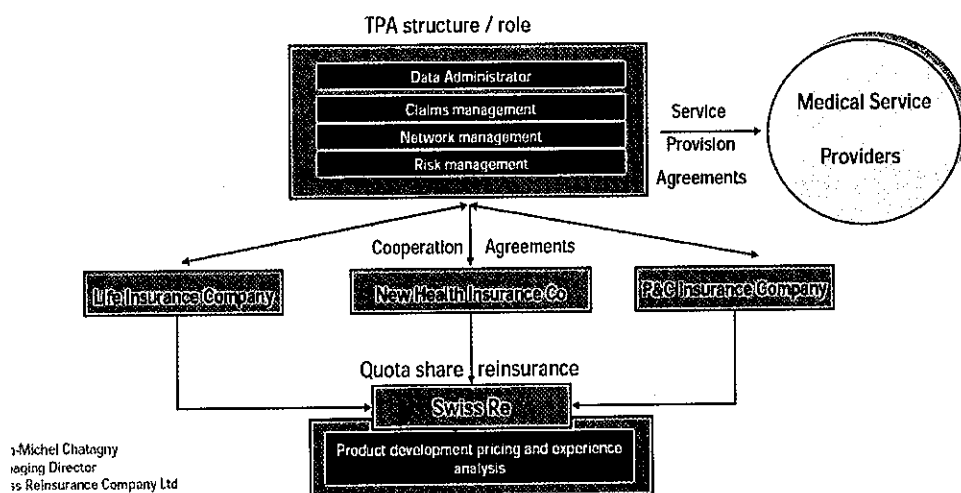 TPA structure / role
Data Administrator
Claims management
Network management
Risk management
Service
Provision
Agreements
Medical Service
Providers
Cooperation Agreements
Life Insurance Company
New Health Insurance Co
P&C Insurance Company
Quota share reinsurance
Swiss Re
Product development pricing and experience
analysis
-Michel Chatagny
aging Director
ss Reinsurance Company Ltd